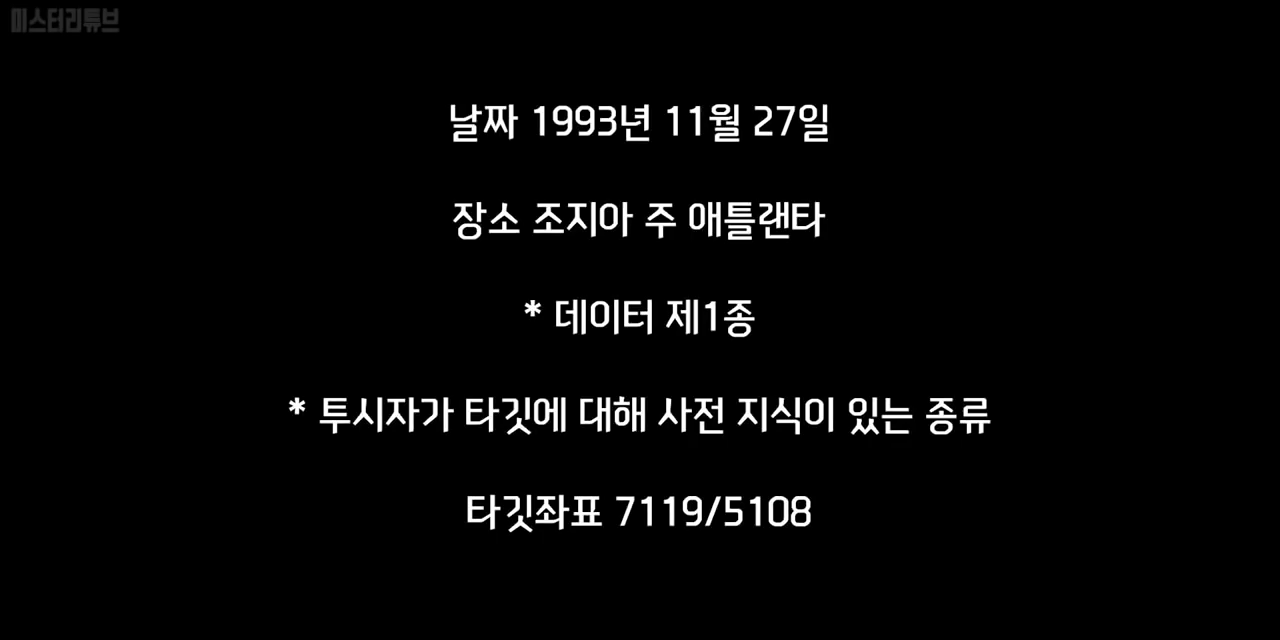 미스터리튜브
날짜 1993년 11월 27일
장소 조지아 주 애틀랜타
* 데이터 제1종
* 투시자가 타깃에 대해 사전 지식이 있는 종류
타깃좌표 7119/5108